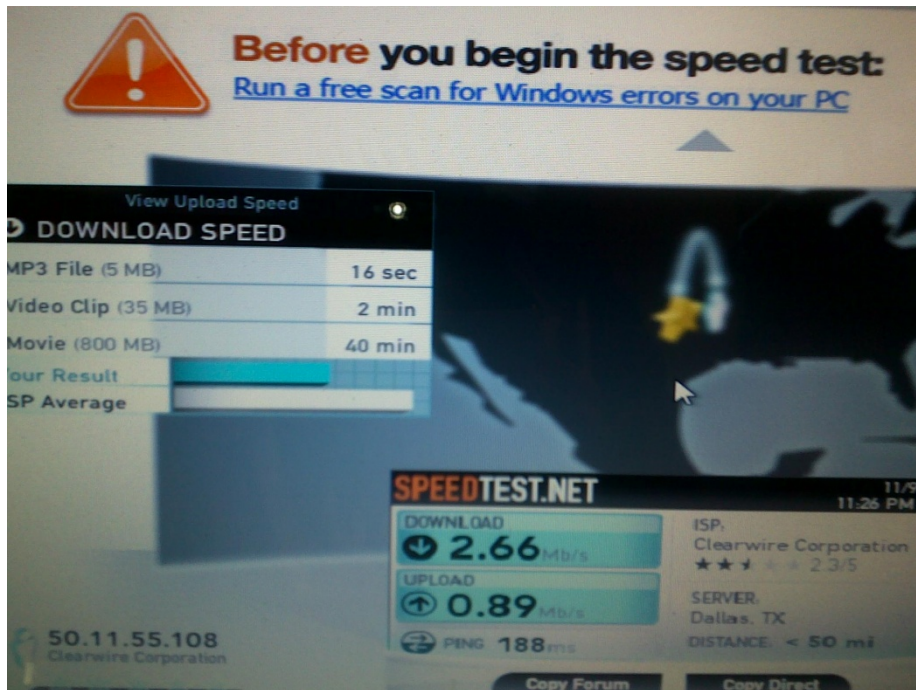 Before you begin the speed test:
Run a free scan for Windows errors on your PC
View Upload Speed
DOWNLOAD SPEED
MP3 File (5 MB) 16 sec
Video Clip (35 MB) 2 min
Movie (800 MB) 40 min
our Result
SP Average
SPEEDTEST.NET
11/9
11:26 PM
DOWNLOAD
2.66 Mb/s
UPLOAD
0.89 Mb/s
PING 188 ms
ISP:
Clearwire Corporation
2.3/5
SERVER:
Dallas, TX
DISTANCE: < 50 mi
50.11.55.108
Clearwire Corporation
Copy Forum
Copy Direct